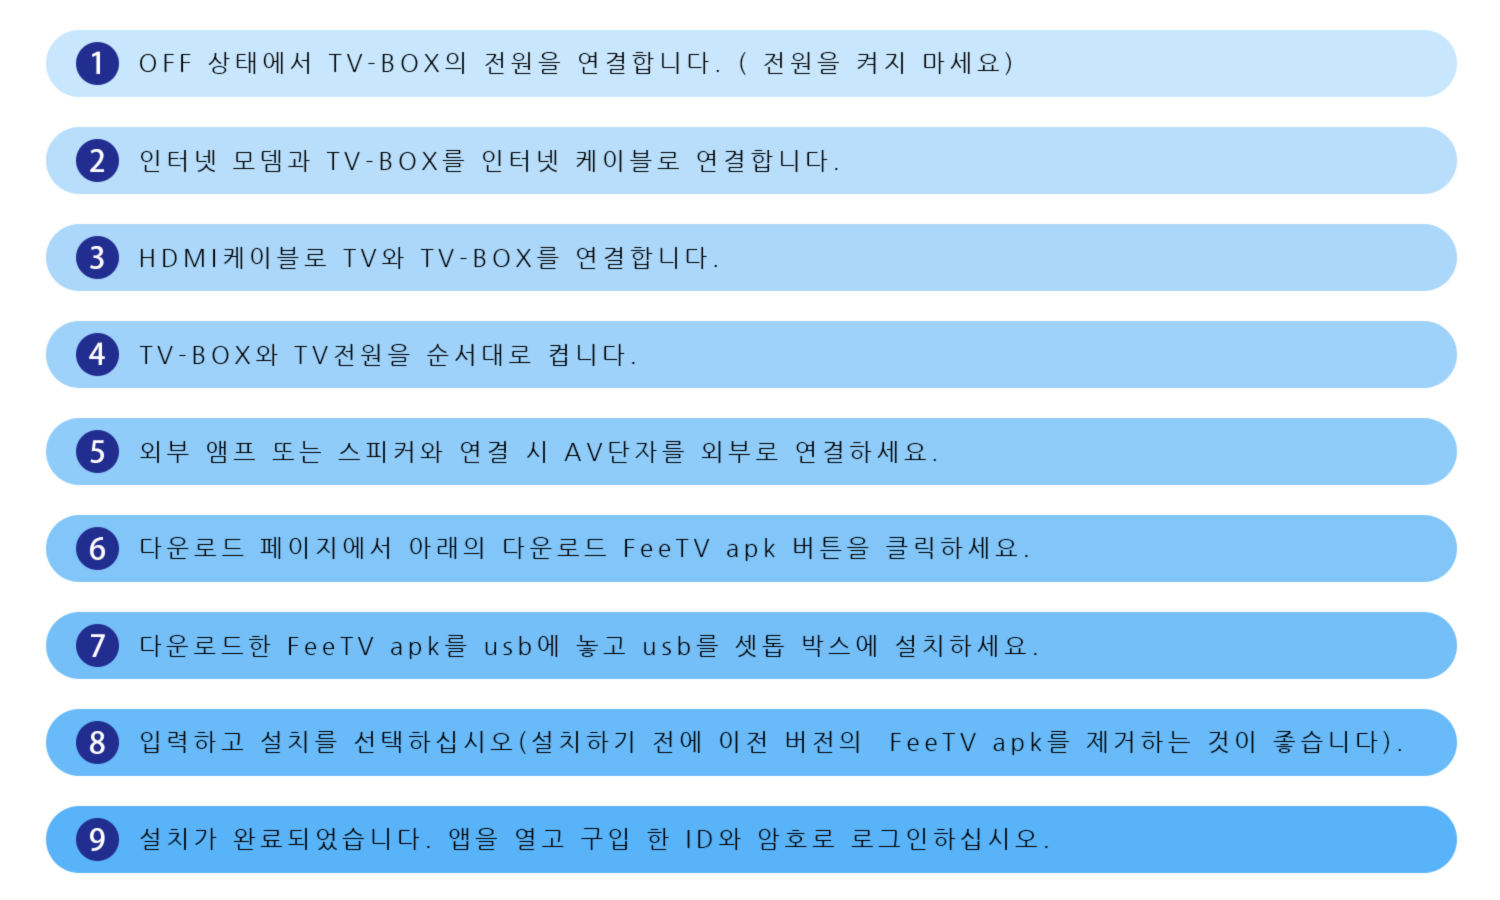 1 OFF 상태에서 TV-BOX의 전원을 연결합니다. ( 전원을 켜지 마세요)
2 인터넷 모뎀과 TV-BOX를 인터넷 케이블로 연결합니다.
3 HDMI케이블로 TV와 TV-BOX를 연결합니다.
4 TV-BOX와 TV전원을 순서대로 켭니다.
5 외부 앰프 또는 스피커와 연결 시 AV단자를 외부로 연결하세요.
6 다운로드 페이지에서 아래의 다운로드 FeeTV apk 버튼을 클릭하세요.
7 다운로드한 FeeTV apk를 usb에 놓고 usb를 셋톱 박스에 설치하세요.
8 입력하고 설치를 선택하십시오(설치하기 전에 이전 버전의 FeeTV apk를 제거하는 것이 좋습니다).
9 설치가 완료되었습니다. 앱을 열고 구입 한 ID와 암호로 로그인하십시오.